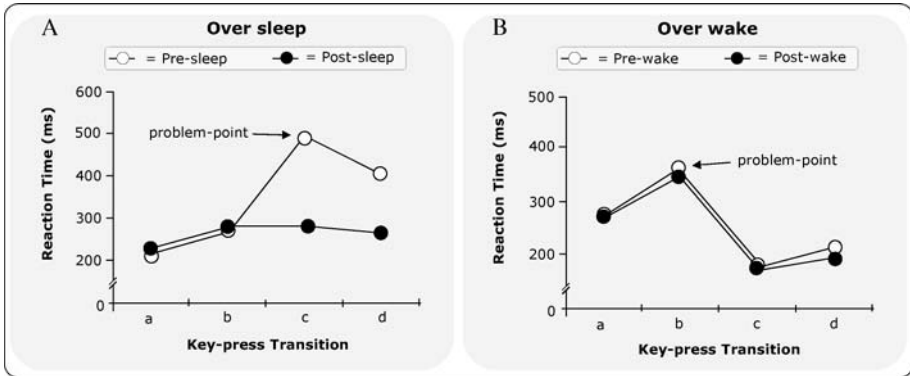 A
Over sleep
= Pre-sleep
= Post-sleep
Reaction Time (ms)
600
500
400
300
200
0
problem-point
a b c d
Key-press Transition
B
Over wake
= Pre-wake
= Post-wake
Reaction Time (ms)
500
400
300
200
0
problem-point
a b c d
Key-press Transition